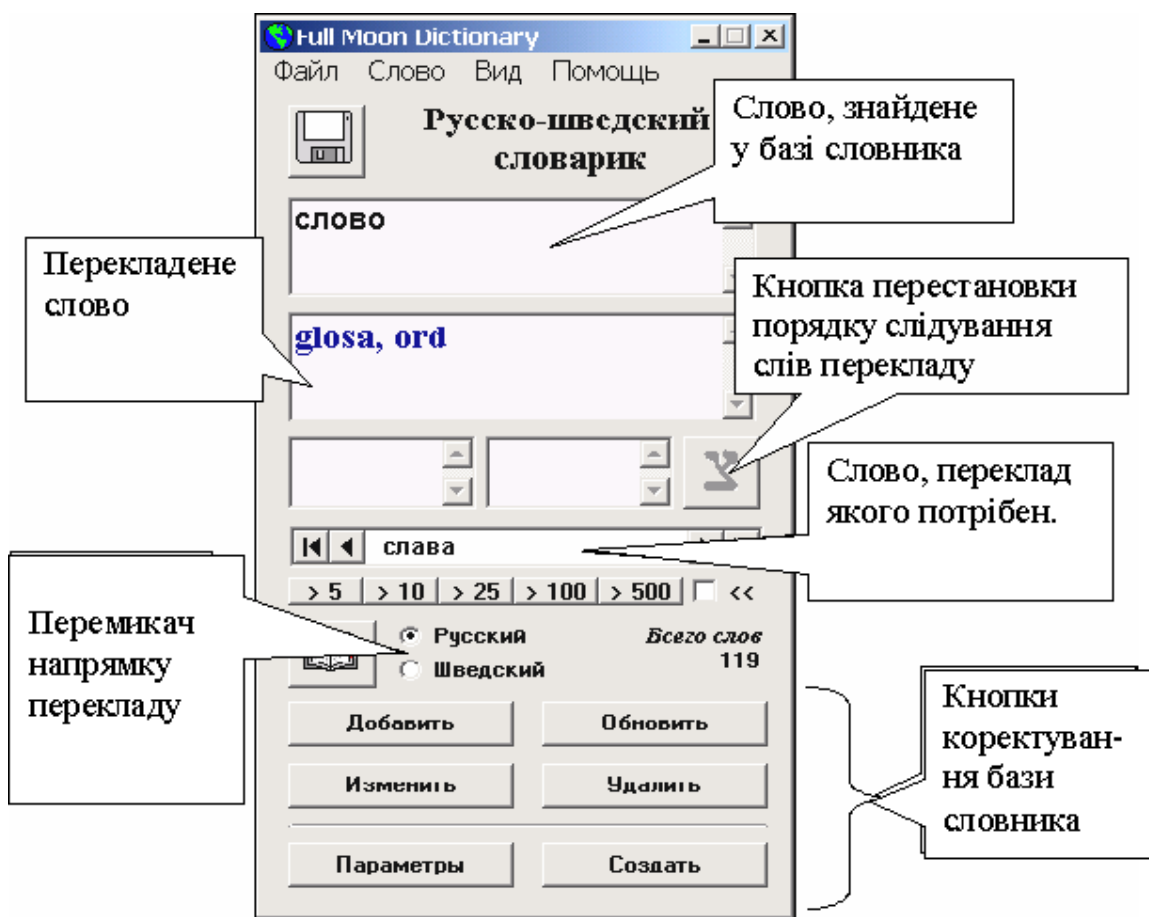 Full Moon Dictionary
Файл Слово Вид Помощь
Русско-шведский
словарик
Слово, знайдене
у базі словника
слово
Перекладене
слово
glosa, ord
Кнопка перестановки
порядку слідування
слів перекладу
Слово, переклад
якого потрібен.
слава
> 5 > 10 > 25 > 100 > 500 <<
Перемикач
напрямку
перекладу
Русский
Шведский
Всего слов
119
Добавить Обновить
Изменить Удалить
Параметры Создать
Кнопки
коректуван-
ня бази
словника